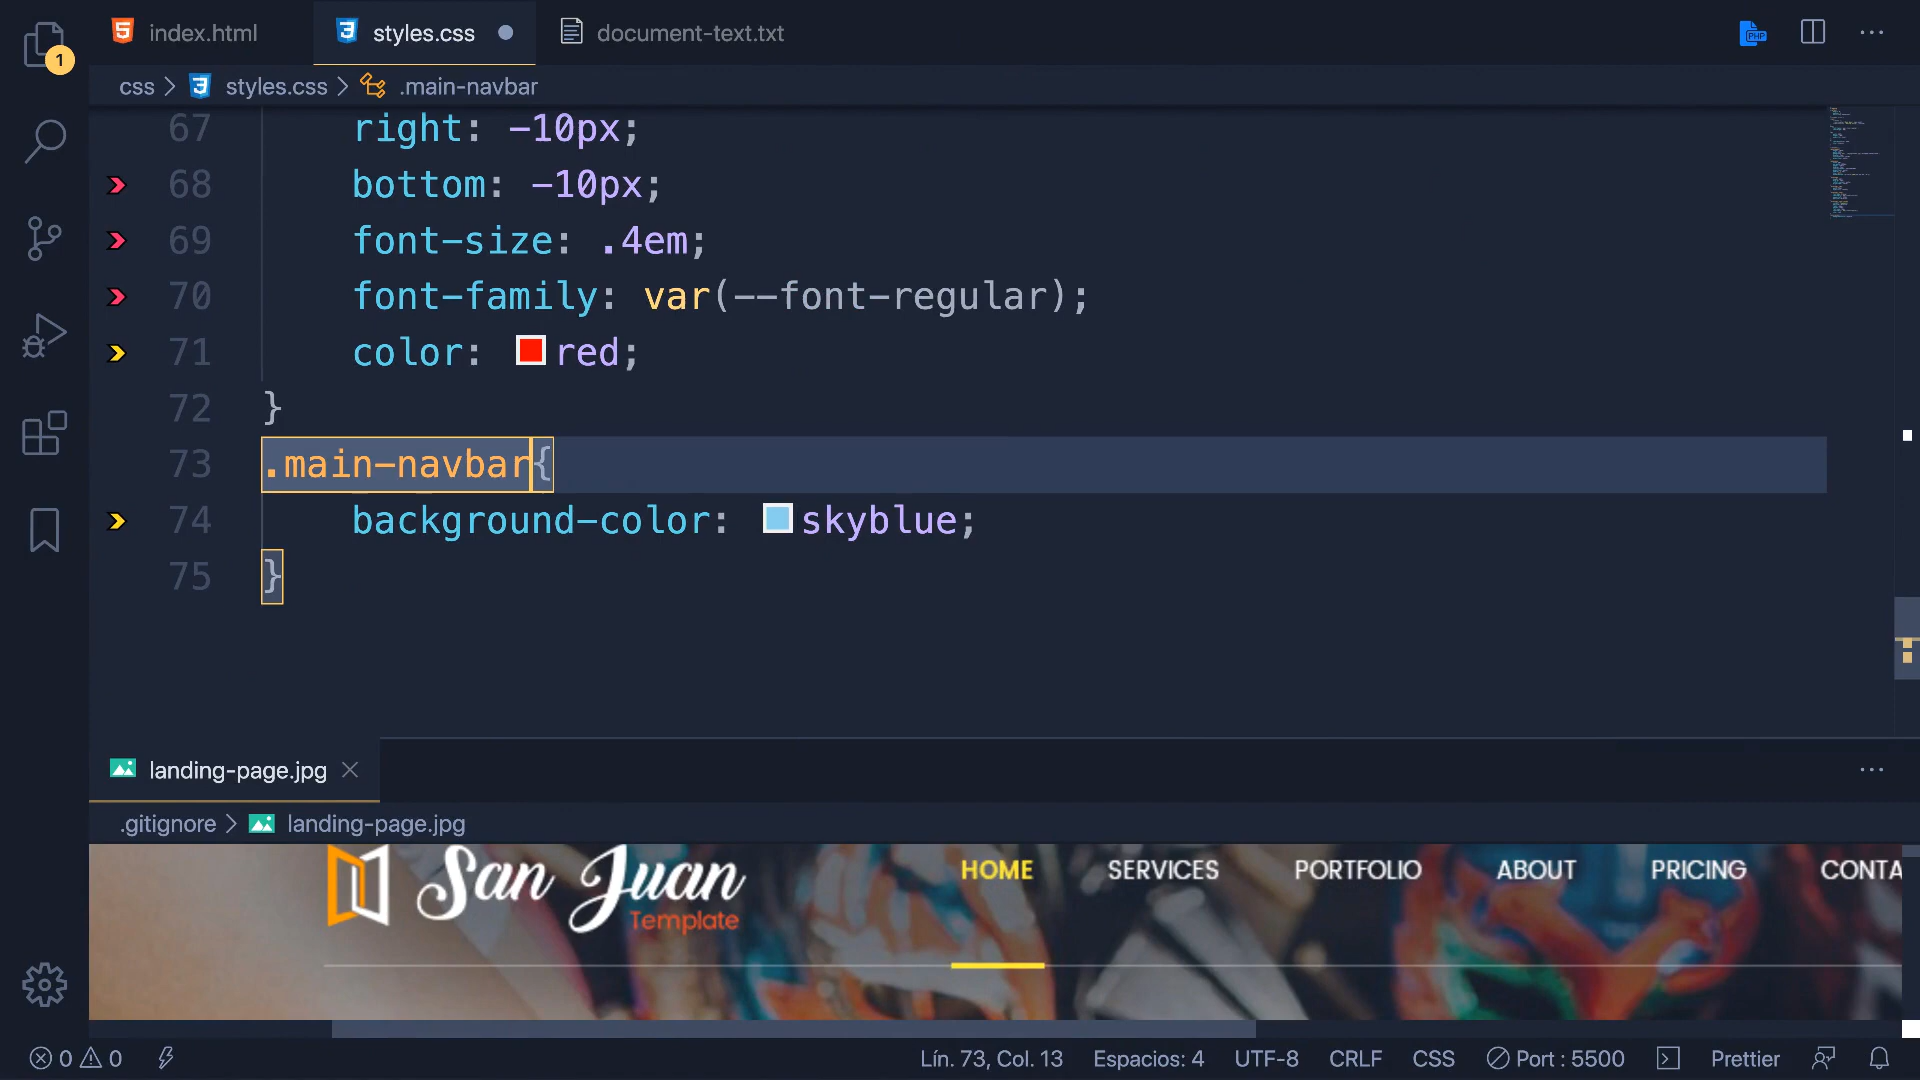 index.html
styles.css
document-text.txt
PHP
1
css > styles.css > .main-navbar
67 right: -10px;
68 bottom: -10px;
69 font-size: .4em;
70 font-family: var(--font-regular);
71 color: red;
72 }
73 .main-navbar{
74 background-color: skyblue;
75 }
landing-page.jpg
.gitignore > landing-page.jpg
San Juan
Template
HOME SERVICES PORTFOLIO ABOUT PRICING CONTA
0 0 Lín. 73, Col. 13 Espacios: 4 UTF-8 CRLF CSS Port : 5500 Prettier